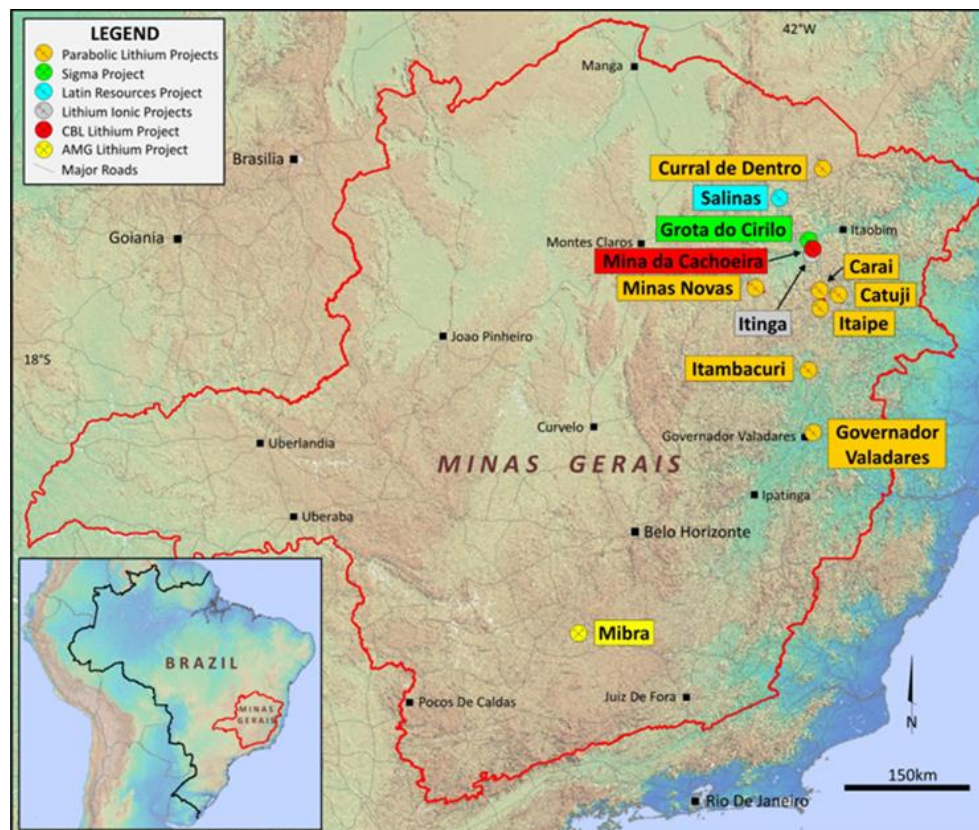 LEGEND
Parabolic Lithium Projects
Sigma Project
Latin Resources Project
Lithium Ionic Projects
CBL Lithium Project
AMG Lithium Project
Major Roads
42°W
Manga
Brasilia
Curral de Dentro
Salinas
Goiania
Grota do Cirilo
Itaobim
Montes Claros
Mina da Cachoeira
Carai
Minas Novas
Catuji
Itinga
Itaipe
Joao Pinheiro
18°S
Itambacuri
Curvelo
Uberlandia
Governador Valadares
Governador
Valadares
MINAS GERAIS
Ipatinga
Uberaba
Belo Horizonte
Mibra
BRAZIL
MINAS
GERAIS
Pocos De Caldas
Juiz De Fora
N
150km
Rio De Janeiro